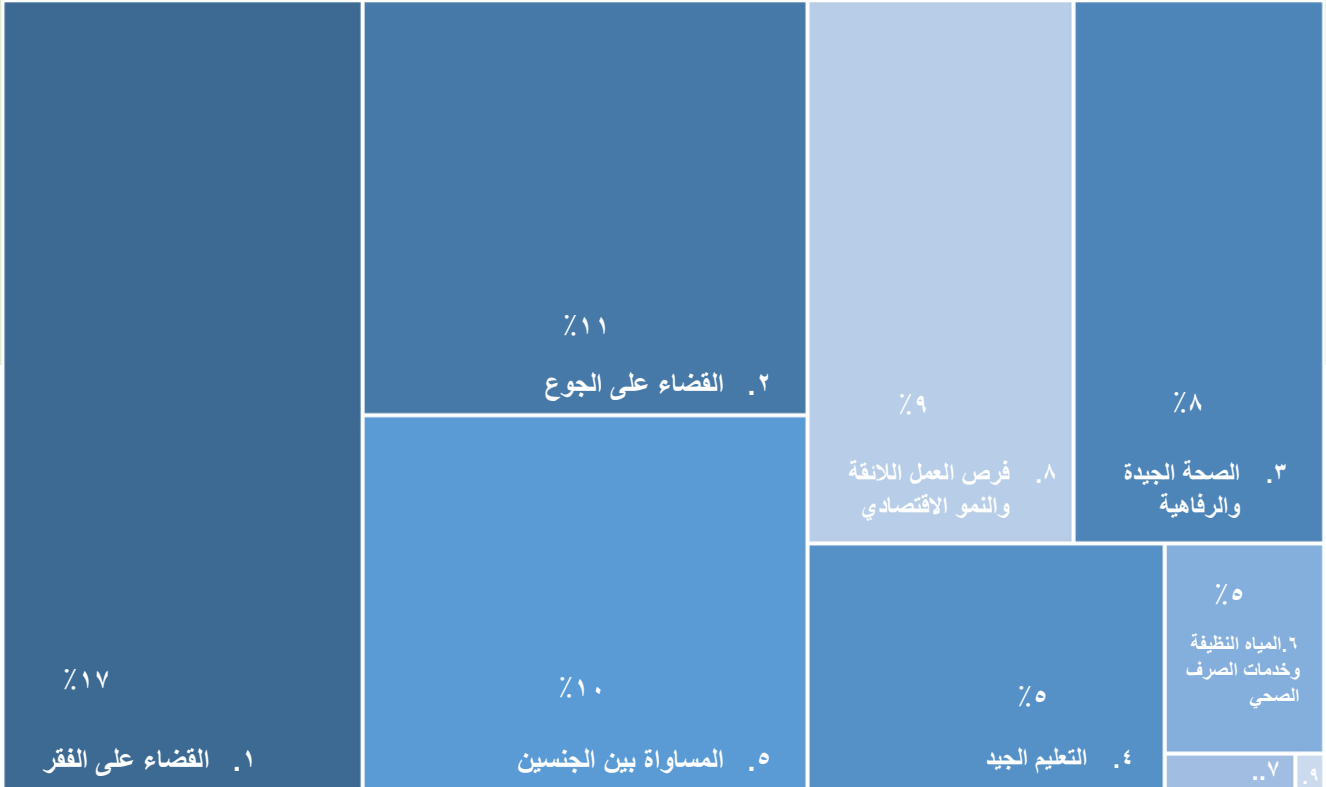 ٪١٧
١. القضاء على الفقر
٪١١
٢. القضاء على الجوع
٪١٠
٥. المساواة بين الجنسين
٪٩
٨. فرص العمل اللائقة
والنمو الاقتصادي
٪٨
٣. الصحة الجيدة
والرفاهية
٪٥
٤. التعليم الجيد
٪٥
٦.المياه النظيفة
وخدمات الصرف
الصحي
٧..
٩.